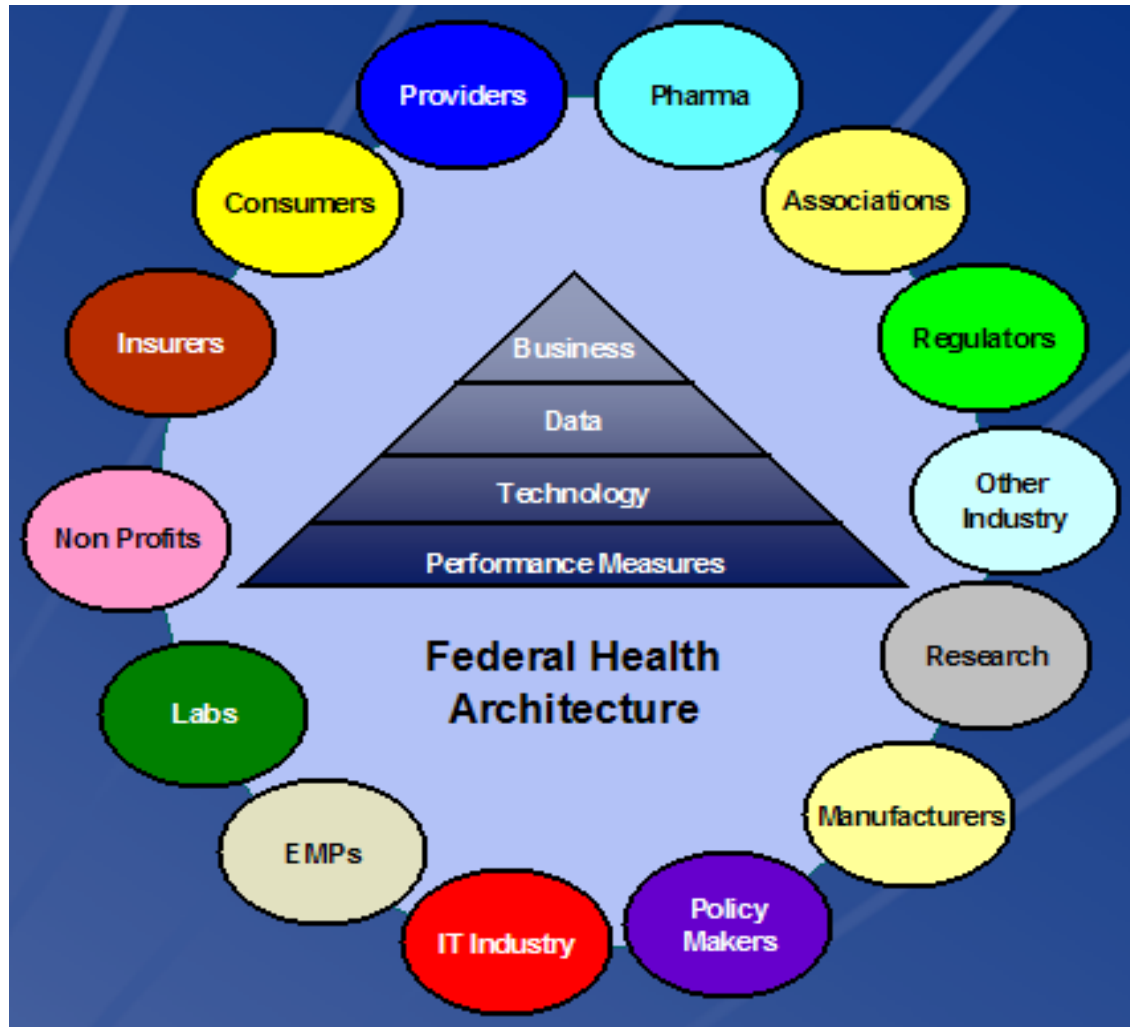 Providers
Pharma
Consumers
Associations
Insurers
Regulators
Business
Data
Technology
Performance Measures
Other
Industry
Non Profits
Federal Health
Architecture
Research
Labs
Manufacturers
EMPs
IT Industry
Policy
Makers